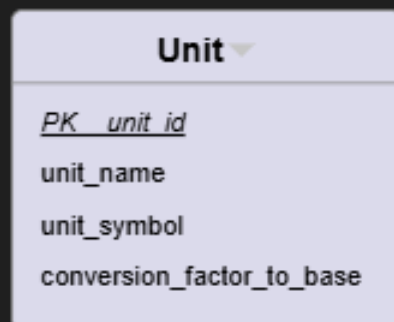 Unit
PK unit_id
unit_name
unit_symbol
conversion_factor_to_base